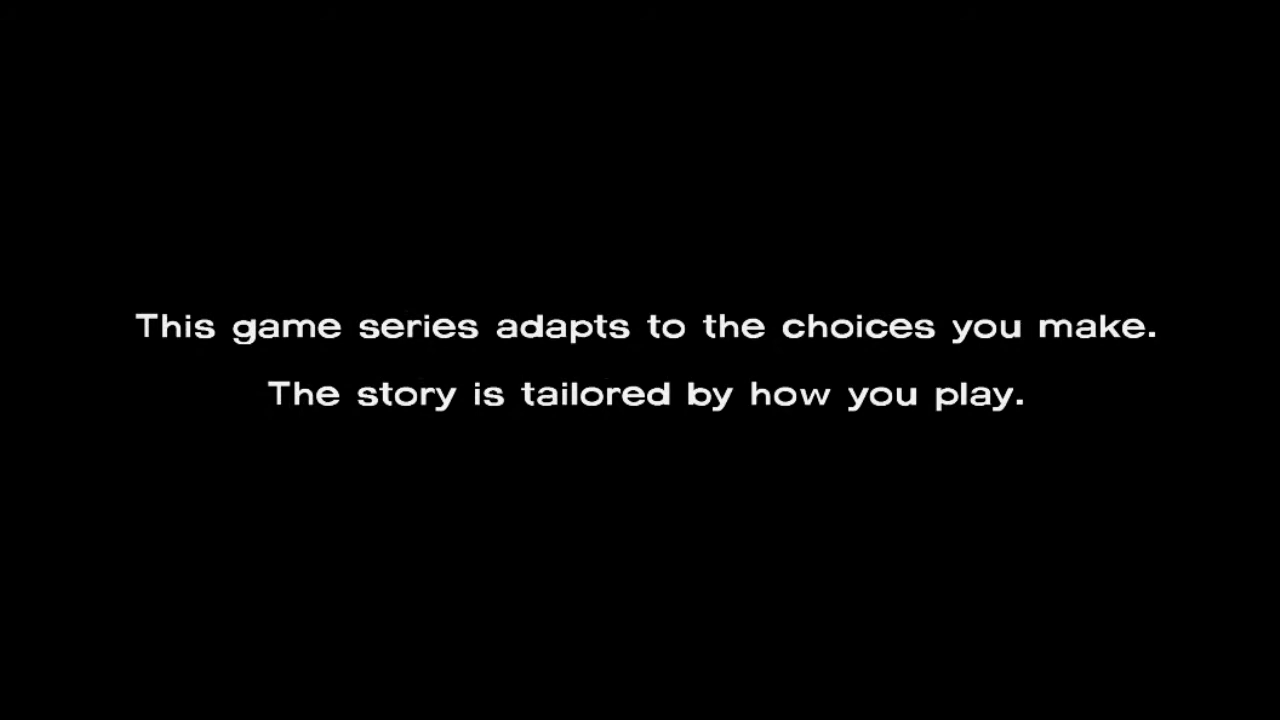 This game series adapts to the choices you make.
The story is tailored by how you play.